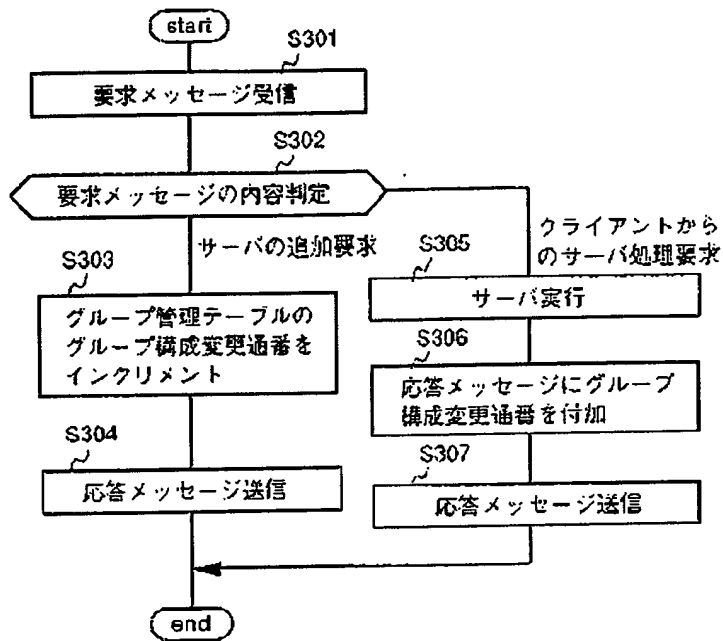 start
S301
要求メッセージ受信
S302
要求メッセージの内容判定
サーバの追加要求
S303
グループ管理テーブルの
グループ構成変更通番を
インクリメント
S304
応答メッセージ送信
クライアントから
のサーバ処理要求
S305
サーバ実行
S306
応答メッセージにグループ
構成変更通番を付加
S307
応答メッセージ送信
end